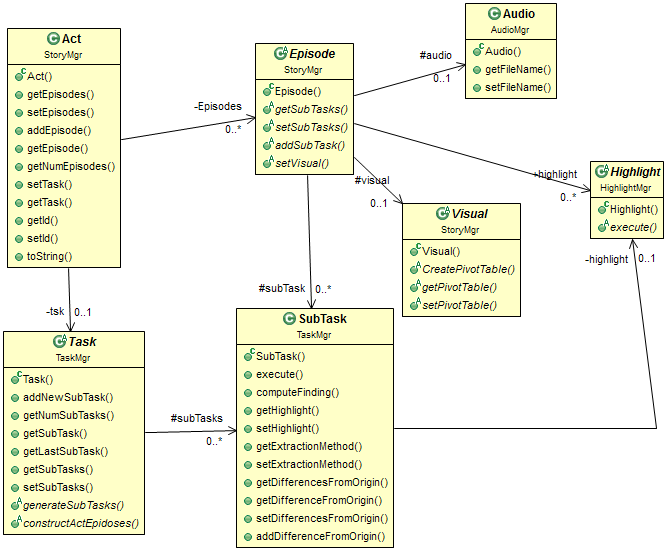 Act
StoryMgr
Act()
getEpisodes()
setEpisodes()
addEpisode()
getEpisode()
getNumEpisodes()
setTask()
getTask()
getId()
setId()
toString()
-Episodes
0..*
Episode
StoryMgr
Episode()
getSubTasks()
setSubTasks()
addSubTask()
setVisual()
#audio
0..1
Audio
AudioMgr
Audio()
getFileName()
setFileName()
+highlight
0..*
Highlight
HighlightMgr
Highlight()
execute()
#visual
0..1
Visual
StoryMgr
Visual()
CreatePivotTable()
getPivotTable()
setPivotTable()
-highlight
0..1
#subTask
0..*
-tsk
0..1
Task
TaskMgr
Task()
addNewSubTask()
getNumSubTasks()
getSubTask()
getLastSubTask()
getSubTasks()
setSubTasks()
generateSubTasks()
constructActEpidoses()
#subTasks
0..*
SubTask
TaskMgr
SubTask()
execute()
computeFinding()
getHighlight()
setHighlight()
getExtractionMethod()
setExtractionMethod()
getDifferencesFromOrigin()
getDifferenceFromOrigin()
setDifferencesFromOrigin()
addDifferenceFromOrigin()